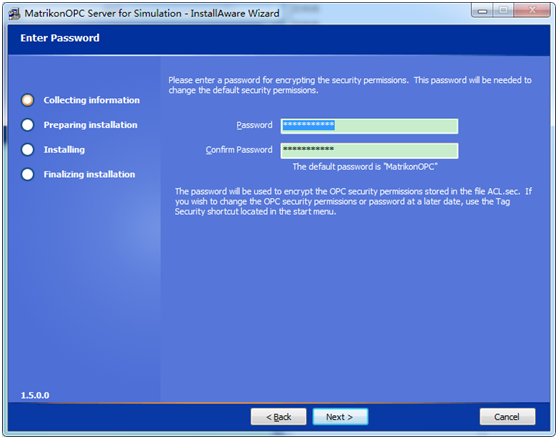 MatrikonOPC Server for Simulation - InstallAware Wizard
Enter Password
Collecting information
Preparing installation
Installing
Finalizing installation
Please enter a password for encrypting the security permissions. This password will be needed to
change the default security permissions.
Password
***********
Confirm Password
***********
The default password is "MatrikonOPC"
The password will be used to encrypt the OPC security permissions stored in the file ACL.sec. If
you wish to change the OPC security permissions or password at a later date, use the Tag
Security shortcut located in the start menu.
1.5.0.0
< Back
Next >
Cancel